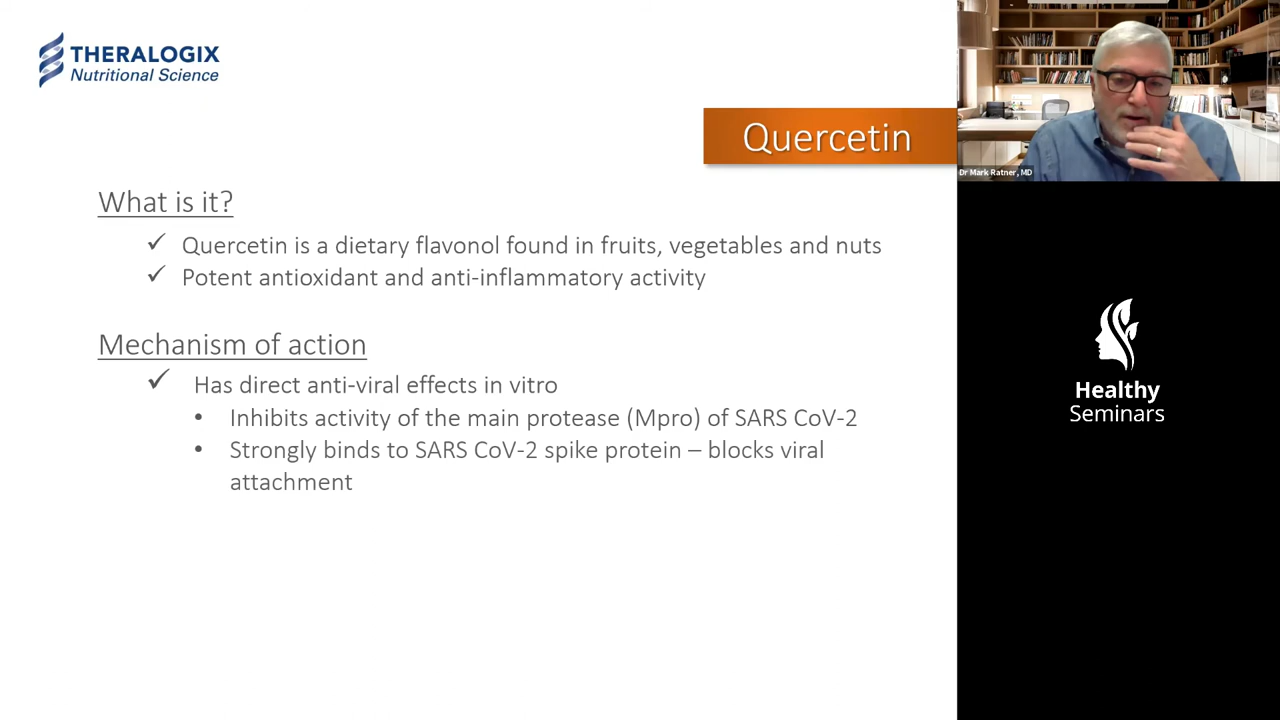 THERALOGIX
Nutritional Science
Quercetin
What is it?
✓ Quercetin is a dietary flavonol found in fruits, vegetables and nuts
✓ Potent antioxidant and anti-inflammatory activity
Mechanism of action
✓ Has direct anti-viral effects in vitro
• Inhibits activity of the main protease (Mpro) of SARS CoV-2
• Strongly binds to SARS CoV-2 spike protein – blocks viral
attachment
Dr Mark Ratner, MD
Healthy
Seminars